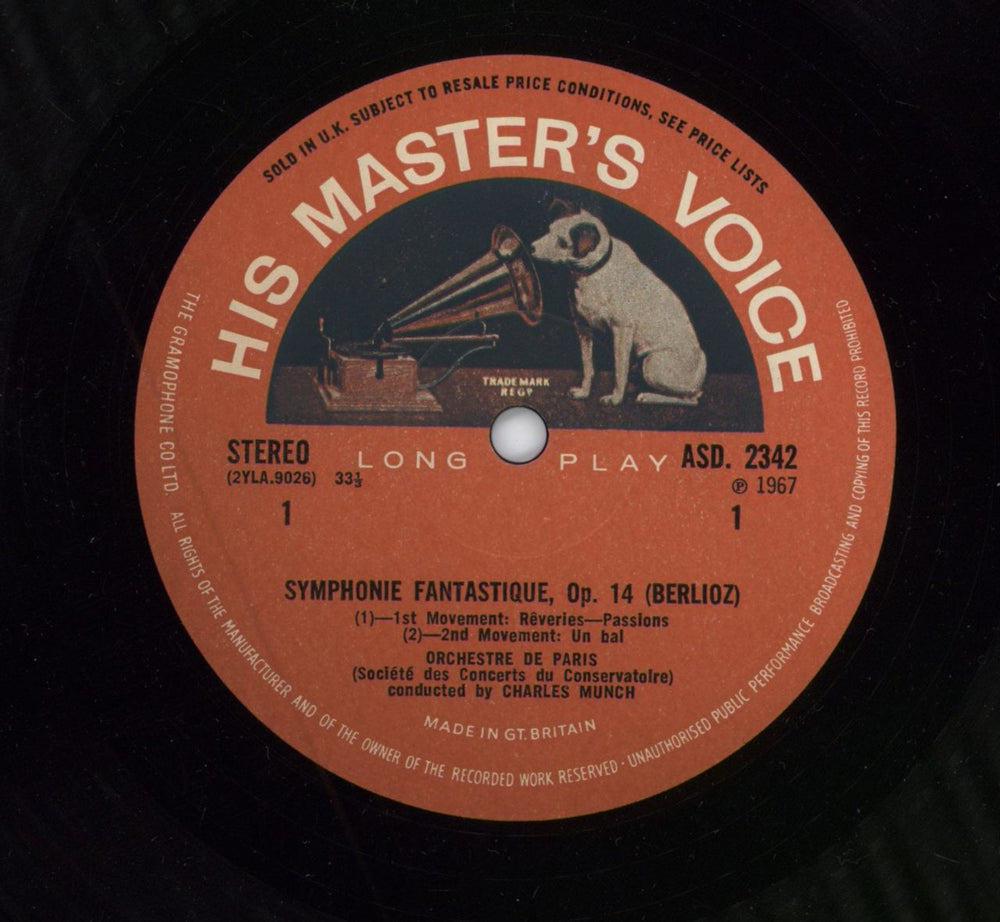 SOLD IN U.K. SUBJECT TO RESALE PRICE CONDITIONS, SEE PRICE LISTS
HIS MASTER'S VOICE
TRADE MARK
REGD
STEREO
LONG PLAY
ASD. 2342
(2YLA.9026) 33⅓
℗ 1967
1
1
SYMPHONIE FANTASTIQUE, Op. 14 (BERLIOZ)
(1)—1st Movement: Rêveries—Passions
(2)—2nd Movement: Un bal
ORCHESTRE DE PARIS
(Société des Concerts du Conservatoire)
conducted by CHARLES MUNCH
MADE IN GT. BRITAIN
THE GRAMOPHONE CO LTD. ALL RIGHTS OF THE MANUFACTURER AND OF THE OWNER OF THE RECORDED WORK RESERVED · UNAUTHORISED PUBLIC PERFORMANCE BROADCASTING AND COPYING OF THIS RECORD PROHIBITED